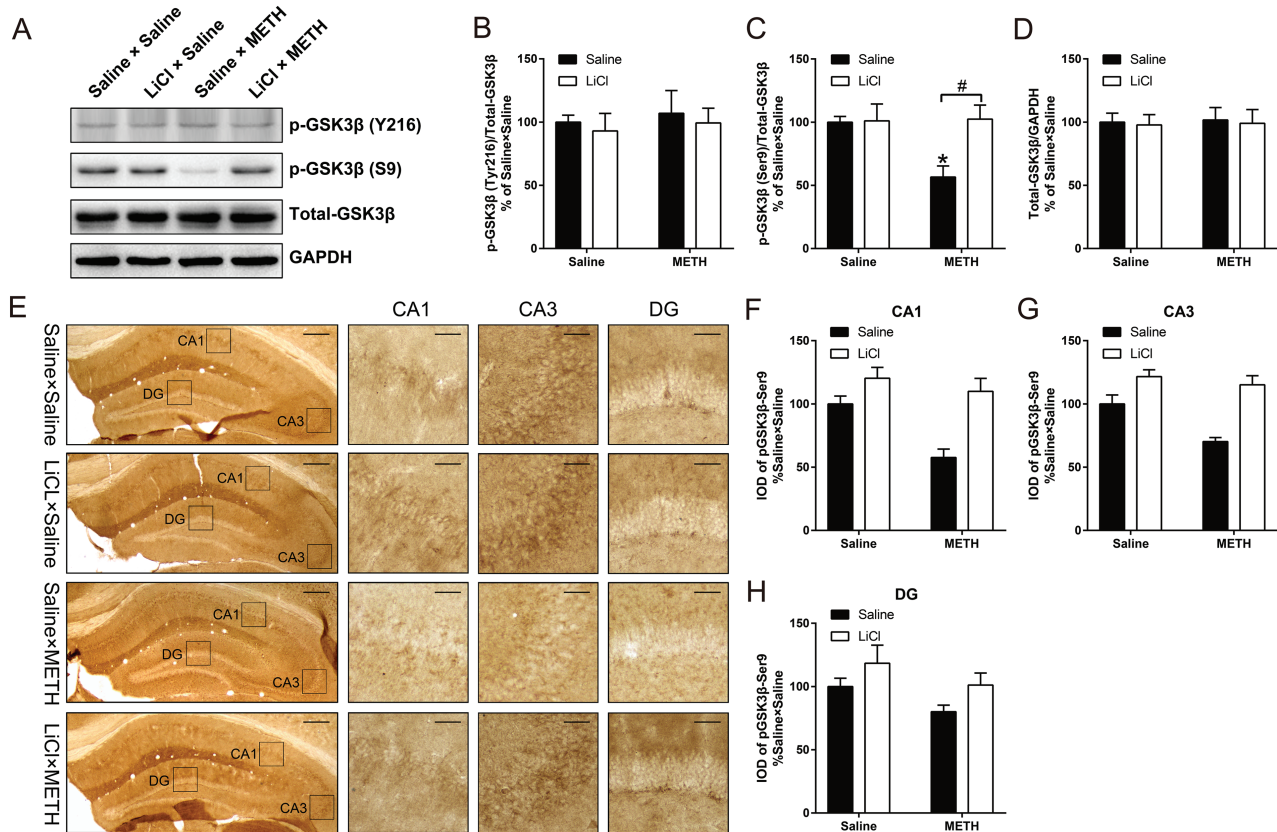 A
Saline × Saline
LiCl × Saline
Saline × METH
LiCl × METH
p-GSK3β (Y216)
p-GSK3β (S9)
Total-GSK3β
GAPDH
B
p-GSK3β (Tyr216)/Total-GSK3β
% of Saline×Saline
150
100
50
0
Saline
LiCl
Saline
METH
C
p-GSK3β (Ser9)/Total-GSK3β
% of Saline×Saline
150
100
50
0
Saline
LiCl
#
*
Saline
METH
D
Total-GSK3β/GAPDH
% of Saline×Saline
150
100
50
0
Saline
LiCl
Saline
METH
E
CA1
CA3
DG
Saline×Saline
CA1
DG
CA3
LiCL×Saline
CA1
DG
CA3
Saline×METH
CA1
DG
CA3
LiCl×METH
CA1
DG
CA3
F
CA1
IOD of pGSK3β-Ser9
%Saline×Saline
150
100
50
0
Saline
LiCl
Saline
METH
G
CA3
IOD of pGSK3β-Ser9
%Saline×Saline
150
100
50
0
Saline
LiCl
Saline
METH
H
DG
IOD of pGSK3β-Ser9
%Saline×Saline
150
100
50
0
Saline
LiCl
Saline
METH